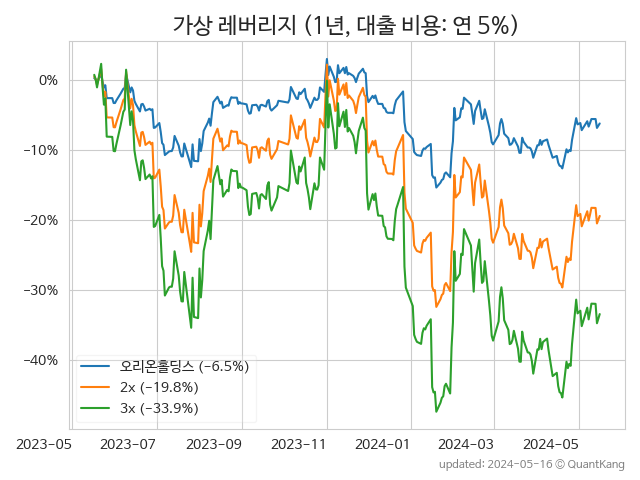 가상 레버리지 (1년, 대출 비용: 연 5%)
0%
−10%
−20%
−30%
−40%
오리온홀딩스 (−6.5%)
2x (−19.8%)
3x (−33.9%)
2023−05 2023−07 2023−09 2023−11 2024−01 2024−03 2024−05
updated: 2024−05−16 © QuantKang